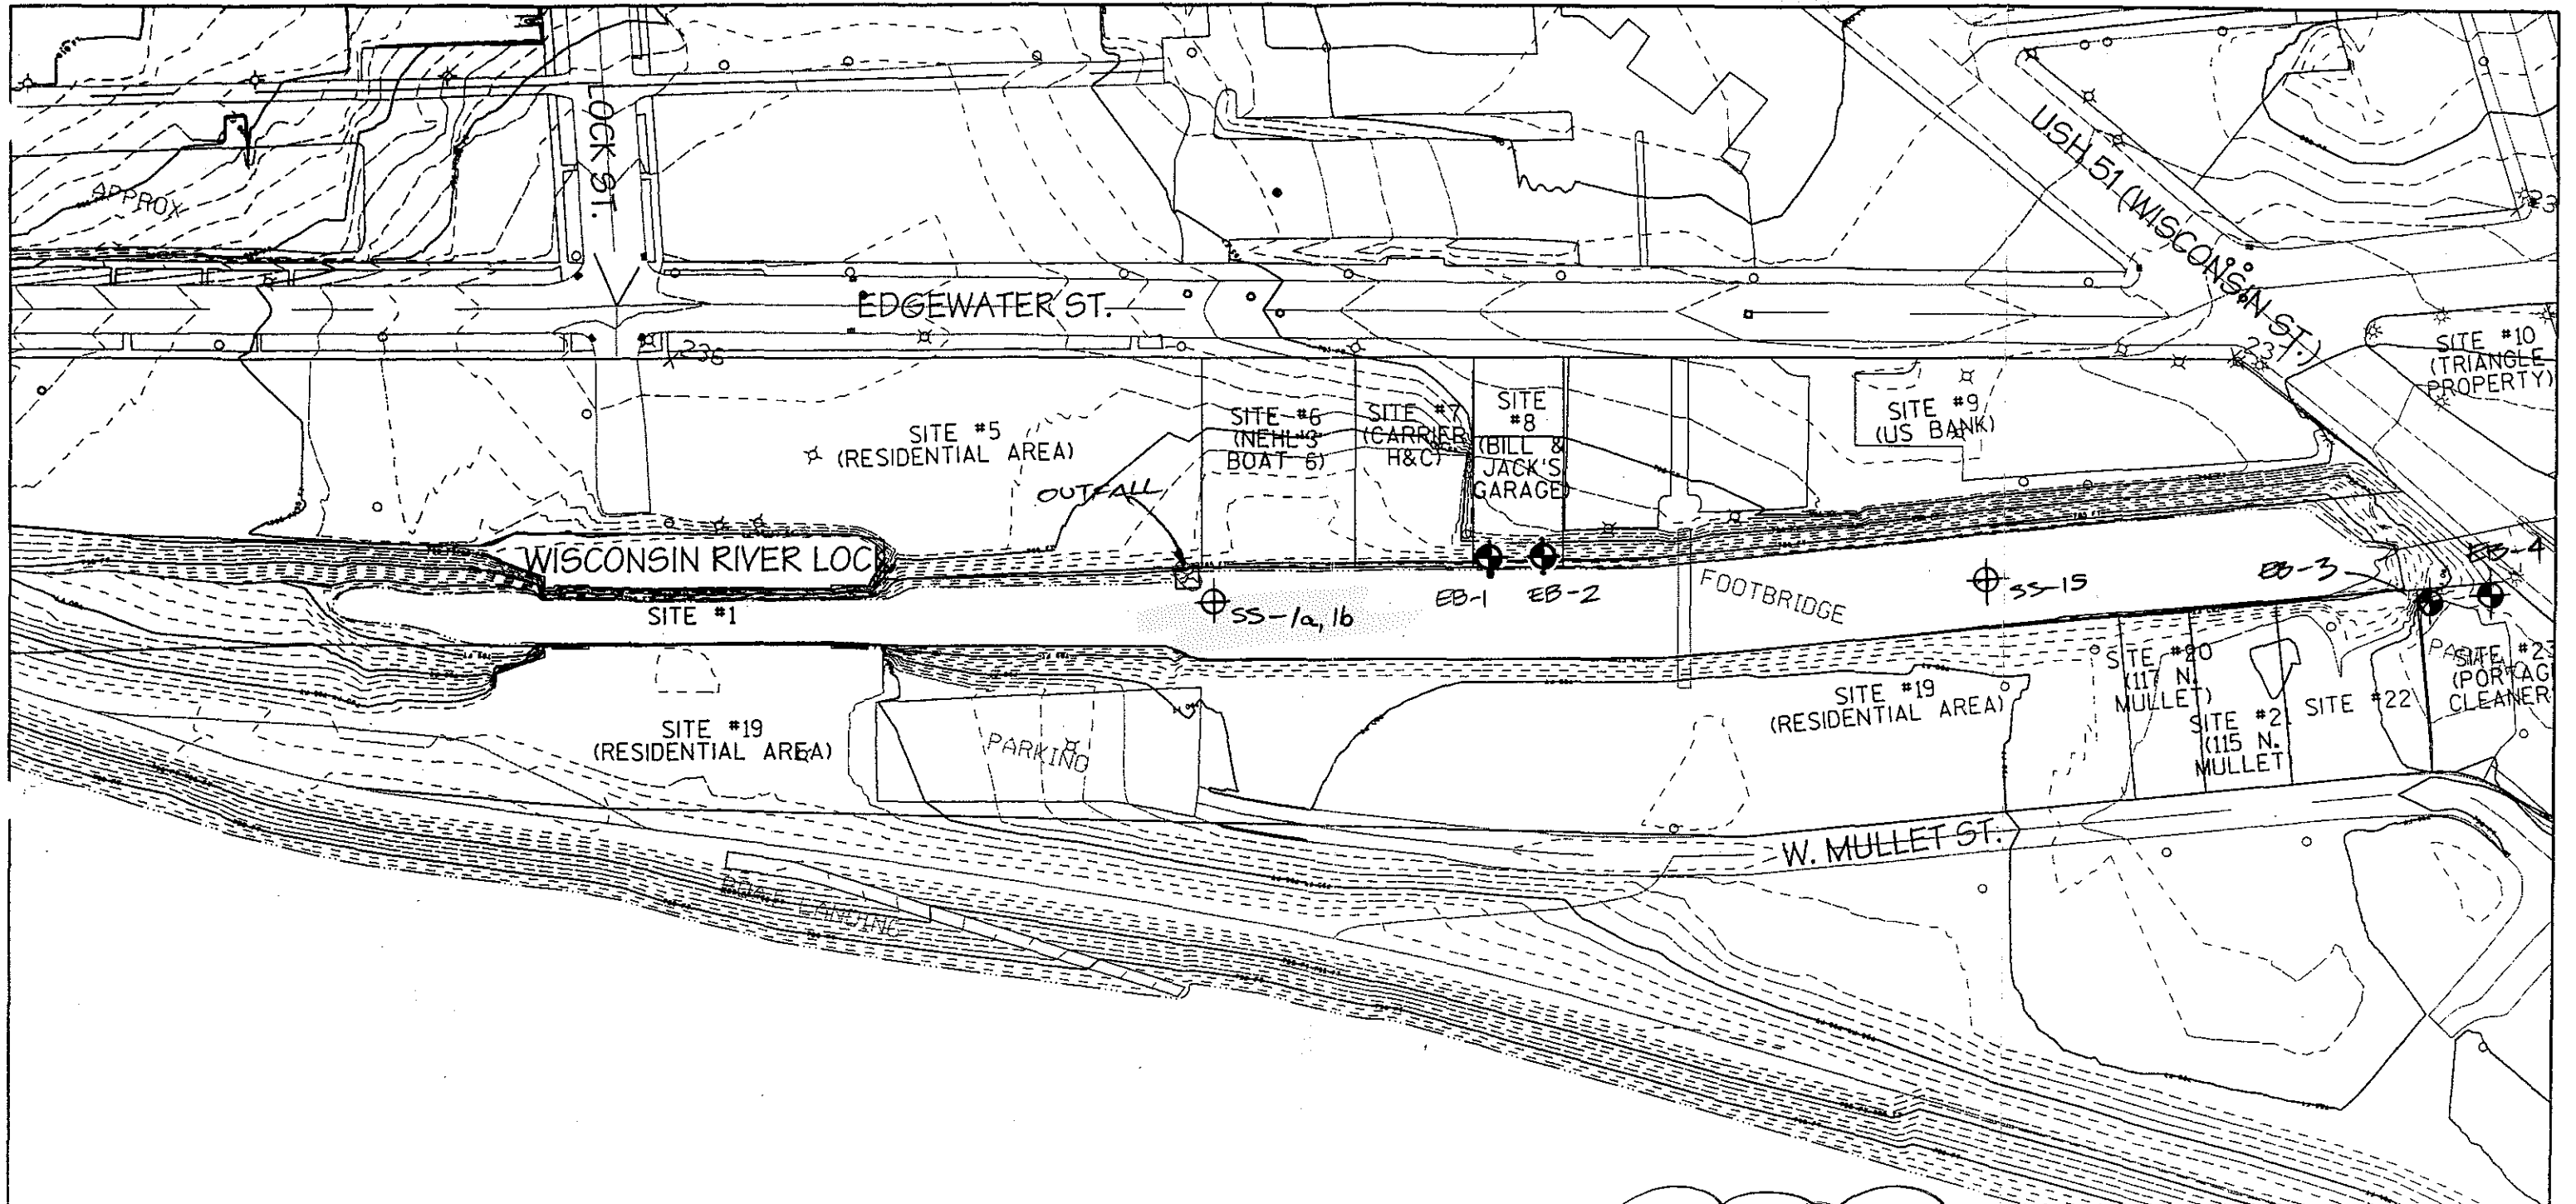 LOCK ST.
APPROX
USH 51 (WISCONSIN ST.)
EDGEWATER ST.
236
237
SITE #10
(TRIANGLE
PROPERTY)
SITE #5
(RESIDENTIAL AREA)
SITE #6
(NEHL'S
BOAT 6)
SITE #7
(CARRIER
H&C)
SITE
#8
(BILL &
JACK'S
GARAGE)
SITE #9
(US BANK)
OUTFALL
WISCONSIN RIVER LOC
SITE #1
SS-1a, 1b
EB-1
EB-2
FOOTBRIDGE
SS-15
EB-3
EB-4
SITE #19
(RESIDENTIAL AREA)
PARKING
SITE #19
(RESIDENTIAL AREA)
SITE #20
(117 N.
MULLET)
SITE #2
(115 N.
MULLET
SITE #22
SITE #23
(PORTAG
CLEANER
W. MULLET ST.
BOAT LANDING